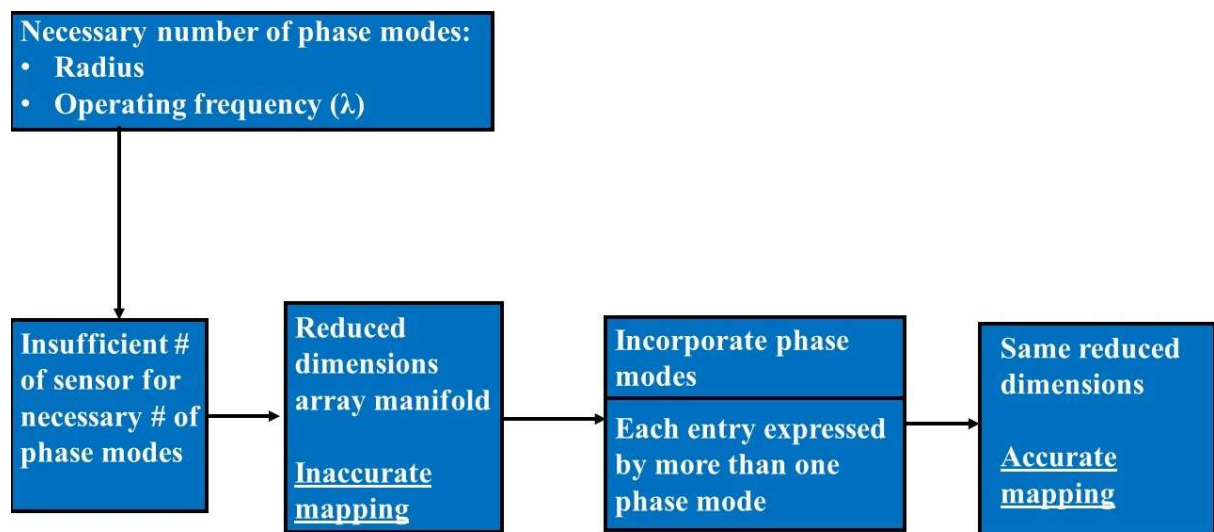 Necessary number of phase modes:
• Radius
• Operating frequency (λ)
Insufficient #
of sensor for
necessary # of
phase modes
Reduced
dimensions
array manifold
Inaccurate
mapping
Incorporate phase
modes
Each entry expressed
by more than one
phase mode
Same reduced
dimensions
Accurate
mapping